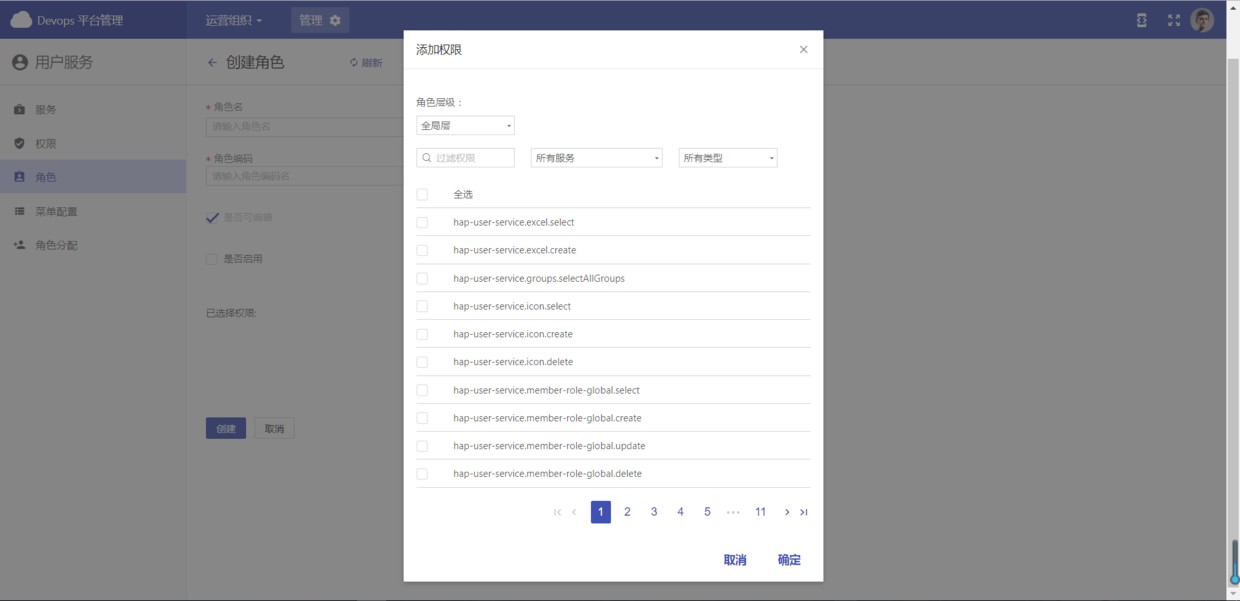 Devops 平台管理
运营组织
管理
用户服务
创建角色
刷新
服务
权限
角色
菜单配置
角色分配
* 角色名
请输入角色名
* 角色编码
请输入角色编码名
是否可编辑
是否启用
已选择权限:
创建
取消
添加权限
角色层级：
全局层
过滤权限
所有服务
所有类型
全选
hap-user-service.excel.select
hap-user-service.excel.create
hap-user-service.groups.selectAllGroups
hap-user-service.icon.select
hap-user-service.icon.create
hap-user-service.icon.delete
hap-user-service.member-role-global.select
hap-user-service.member-role-global.create
hap-user-service.member-role-global.update
hap-user-service.member-role-global.delete
1 2 3 4 5 ••• 11
取消 确定